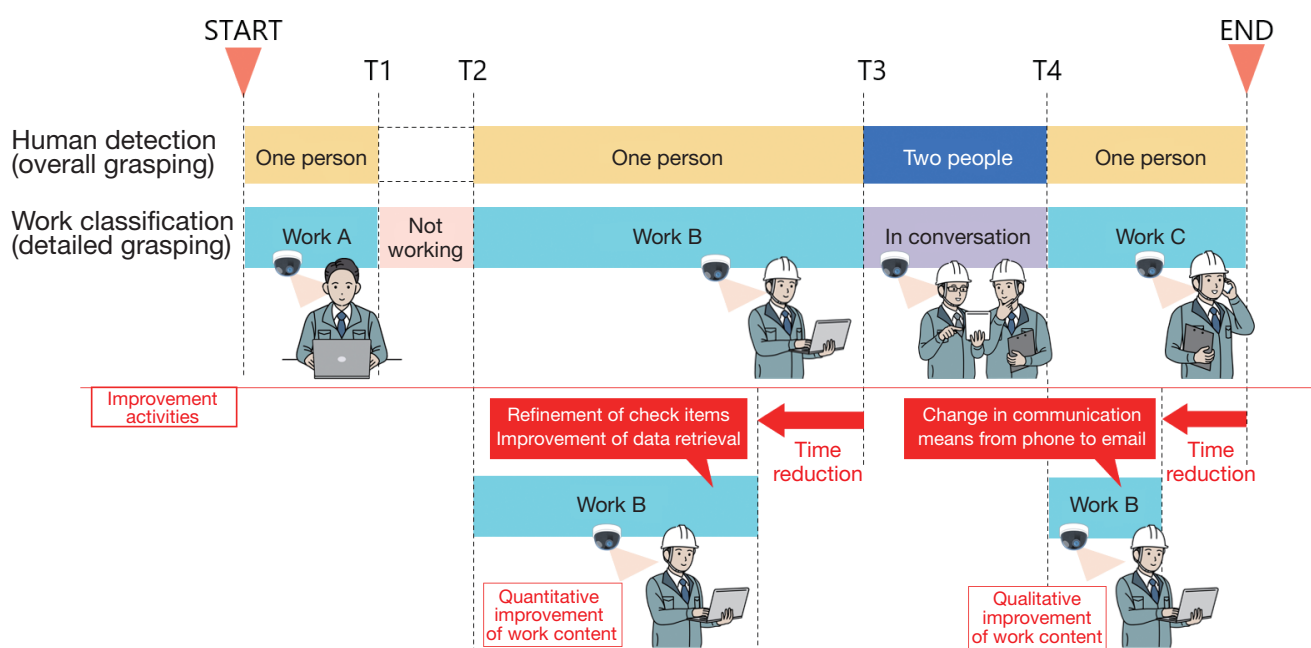 START
END
T1
T2
T3
T4
Human detection
(overall grasping)
One person
One person
Two people
One person
Work classification
(detailed grasping)
Work A
Not
working
Work B
In conversation
Work C
Improvement
activities
Refinement of check items
Improvement of data retrieval
Time
reduction
Change in communication
means from phone to email
Time
reduction
Work B
Work B
Quantitative
improvement
of work content
Qualitative
improvement
of work content